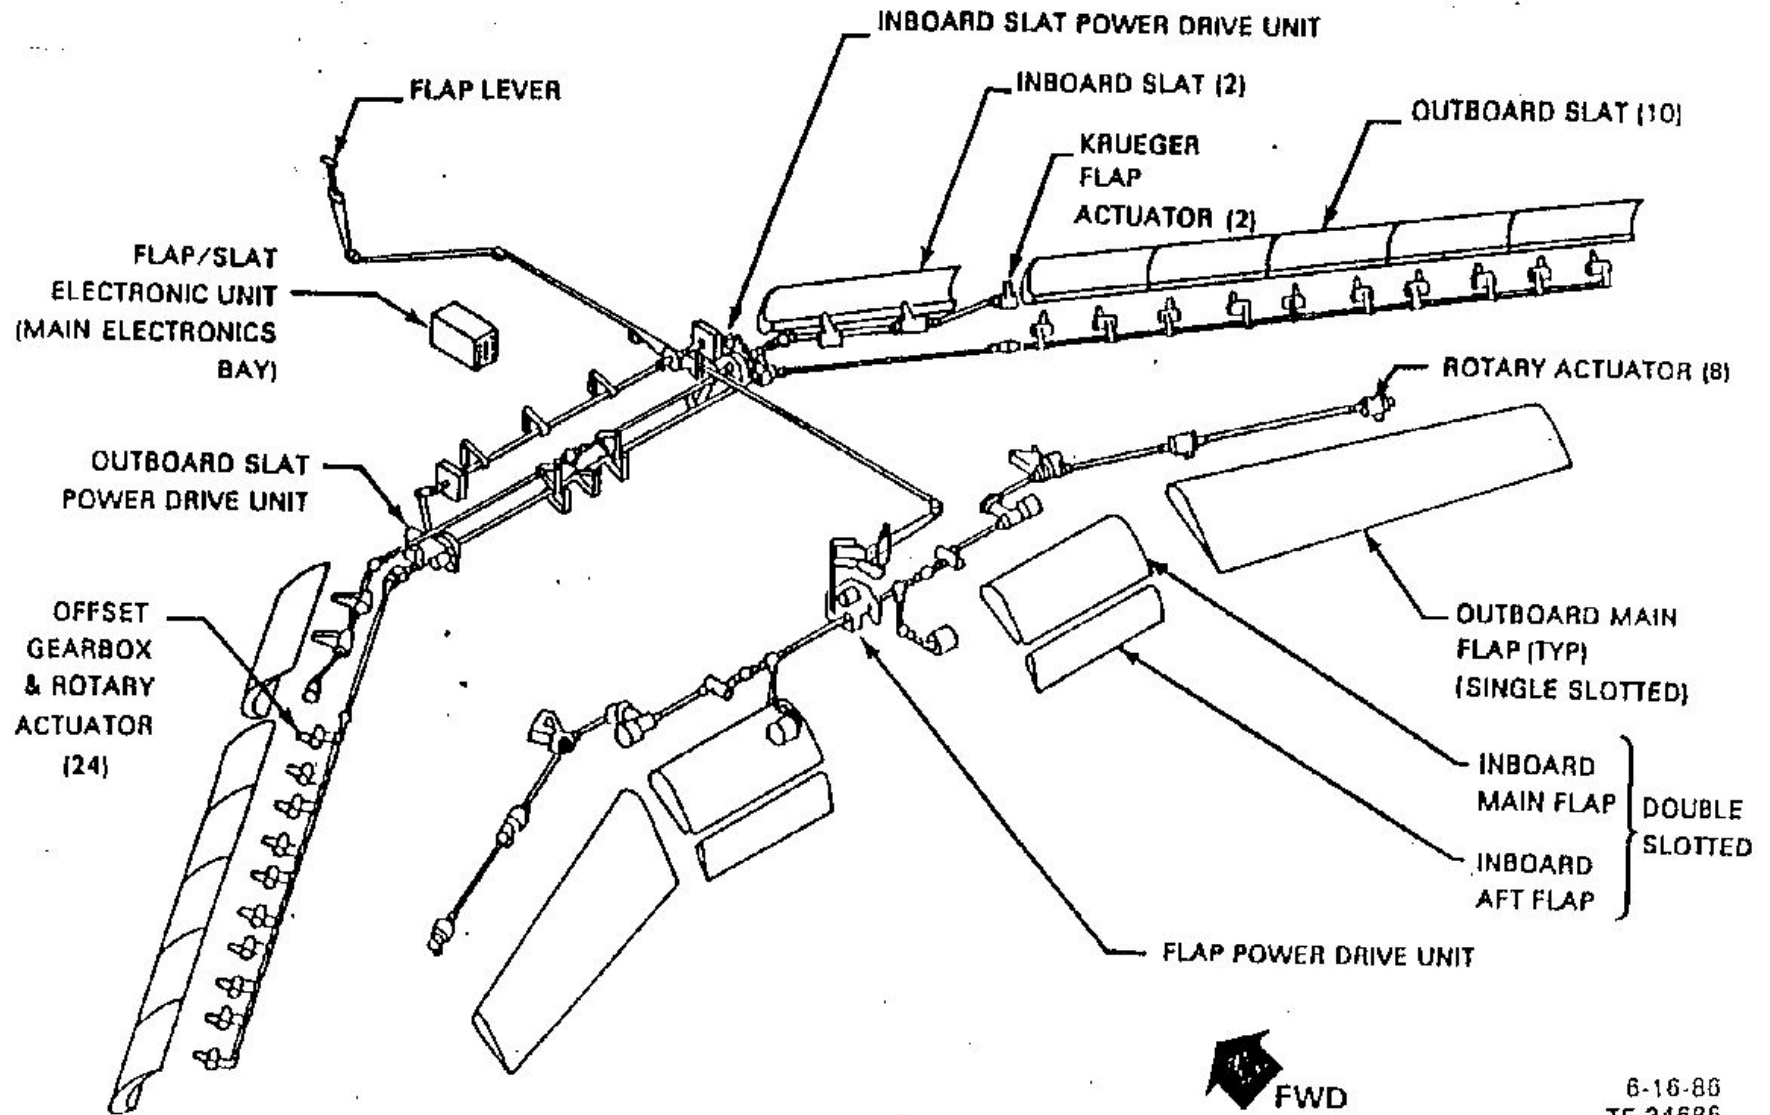 INBOARD SLAT POWER DRIVE UNIT
FLAP LEVER
INBOARD SLAT (2)
OUTBOARD SLAT (10)
KRUEGER
FLAP
ACTUATOR (2)
FLAP/SLAT
ELECTRONIC UNIT
(MAIN ELECTRONICS
BAY)
ROTARY ACTUATOR (8)
OUTBOARD SLAT
POWER DRIVE UNIT
OFFSET
GEARBOX
& ROTARY
ACTUATOR
(24)
OUTBOARD MAIN
FLAP (TYP)
(SINGLE SLOTTED)
INBOARD
MAIN FLAP
DOUBLE
SLOTTED
INBOARD
AFT FLAP
FLAP POWER DRIVE UNIT
FWD
6-16-86